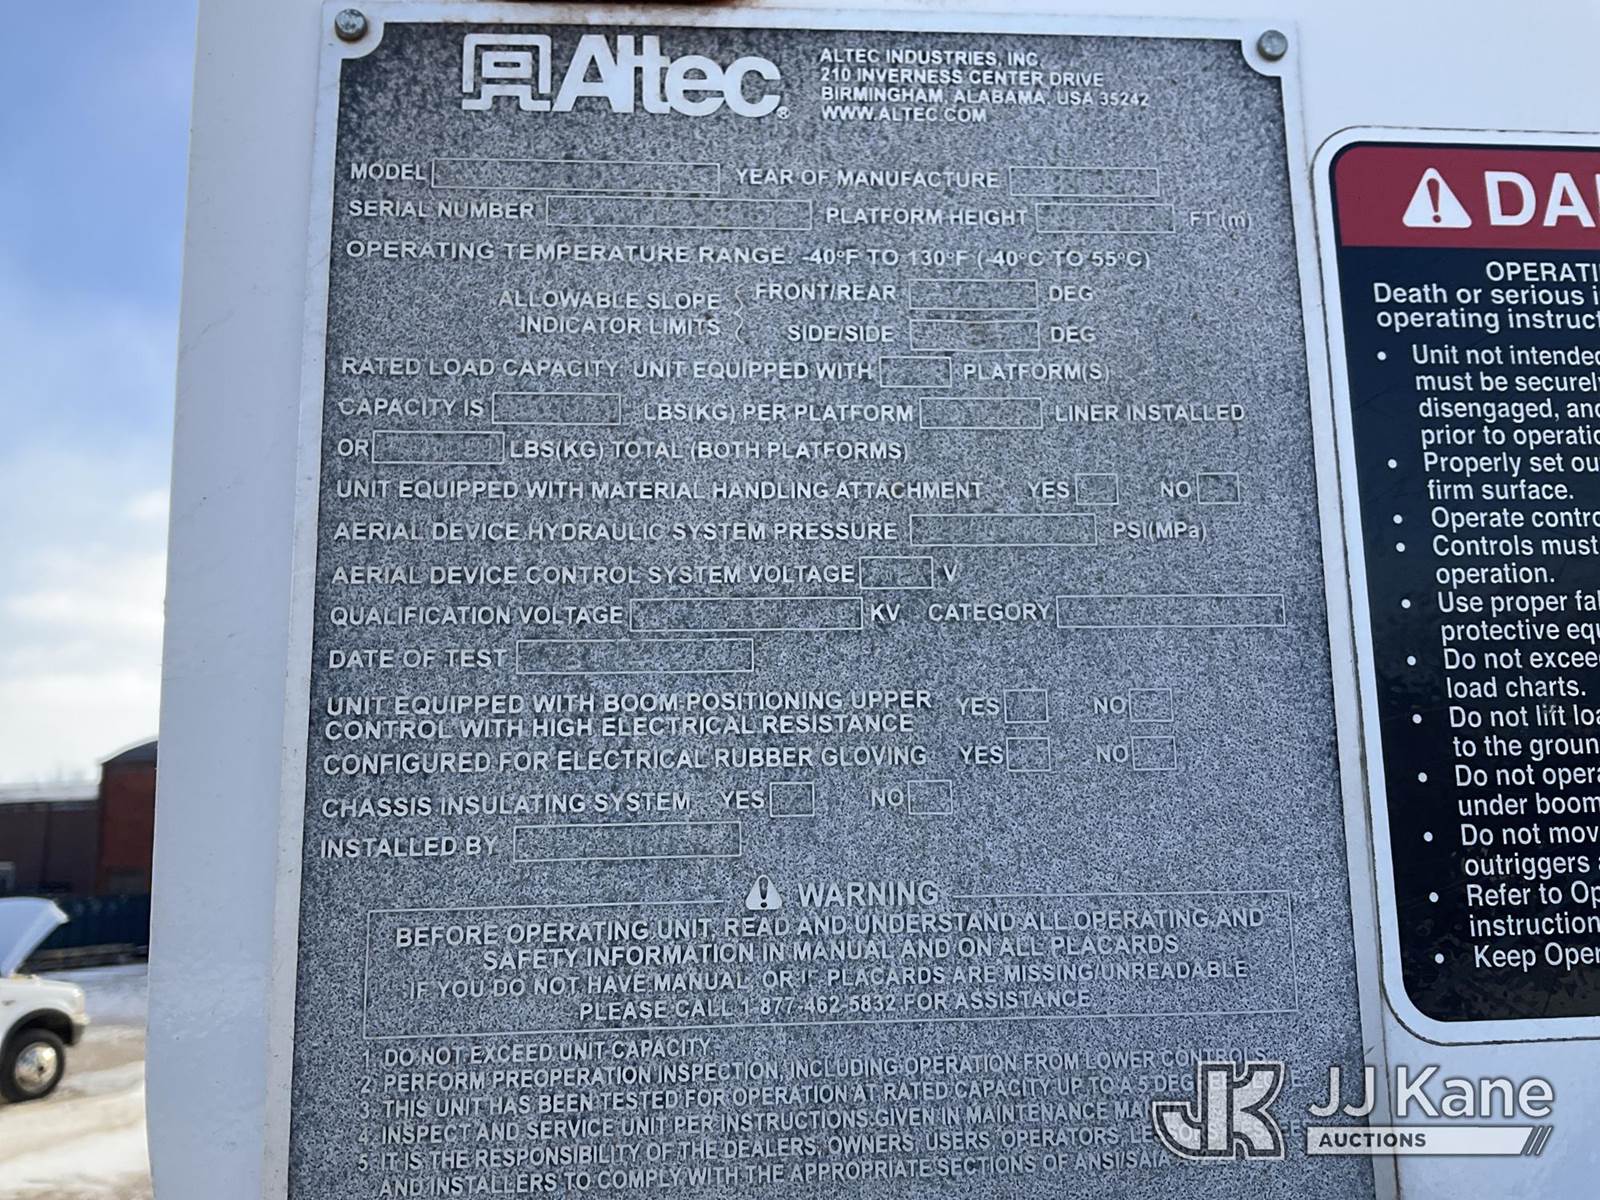 Altec®
ALTEC INDUSTRIES, INC.
210 INVERNESS CENTER DRIVE
BIRMINGHAM, ALABAMA, USA 35242
WWW.ALTEC.COM
MODEL YEAR OF MANUFACTURE
SERIAL NUMBER PLATFORM HEIGHT FT (m)
OPERATING TEMPERATURE RANGE: -40°F TO 130°F (-40°C TO 55°C)
ALLOWABLE SLOPE INDICATOR LIMITS
FRONT/REAR DEG
SIDE/SIDE DEG
RATED LOAD CAPACITY: UNIT EQUIPPED WITH PLATFORM(S)
CAPACITY IS LBS(KG) PER PLATFORM LINER INSTALLED
OR LBS(KG) TOTAL (BOTH PLATFORMS)
UNIT EQUIPPED WITH MATERIAL HANDLING ATTACHMENT YES NO
AERIAL DEVICE HYDRAULIC SYSTEM PRESSURE PSI(MPa)
AERIAL DEVICE CONTROL SYSTEM VOLTAGE V
QUALIFICATION VOLTAGE KV CATEGORY
DATE OF TEST
UNIT EQUIPPED WITH BOOM-POSITIONING UPPER YES NO
CONTROL WITH HIGH ELECTRICAL RESISTANCE
CONFIGURED FOR ELECTRICAL RUBBER GLOVING YES NO
CHASSIS INSULATING SYSTEM YES NO
INSTALLED BY
WARNING
BEFORE OPERATING UNIT, READ AND UNDERSTAND ALL OPERATING AND
SAFETY INFORMATION IN MANUAL AND ON ALL PLACARDS
IF YOU DO NOT HAVE MANUAL, OR IF PLACARDS ARE MISSING/UNREADABLE
PLEASE CALL 1-877-462-5832 FOR ASSISTANCE
1. DO NOT EXCEED UNIT CAPACITY.
2. PERFORM PREOPERATION INSPECTION, INCLUDING OPERATION FROM LOWER CONTROLS.
3. THIS UNIT HAS BEEN TESTED FOR OPERATION AT RATED CAPACITY UP TO A 5 DEG
4. INSPECT AND SERVICE UNIT PER INSTRUCTIONS GIVEN IN MAINTENANCE MA
5. IT IS THE RESPONSIBILITY OF THE DEALERS, OWNERS, USERS, OPERATORS,
AND INSTALLERS TO COMPLY WITH THE APPROPRIATE SECTIONS OF ANSI/SAIA
DA
OPERATI
Death or serious i
operating instruct
• Unit not intended
must be securely
disengaged, and
prior to operatio
• Properly set ou
firm surface.
• Operate contro
• Controls must
operation.
• Use proper fal
protective equ
• Do not exceed
load charts.
• Do not lift loa
to the groun
• Do not opera
under boom
• Do not mov
outriggers a
• Refer to Op
instruction
• Keep Oper
JK JJ Kane
AUCTIONS